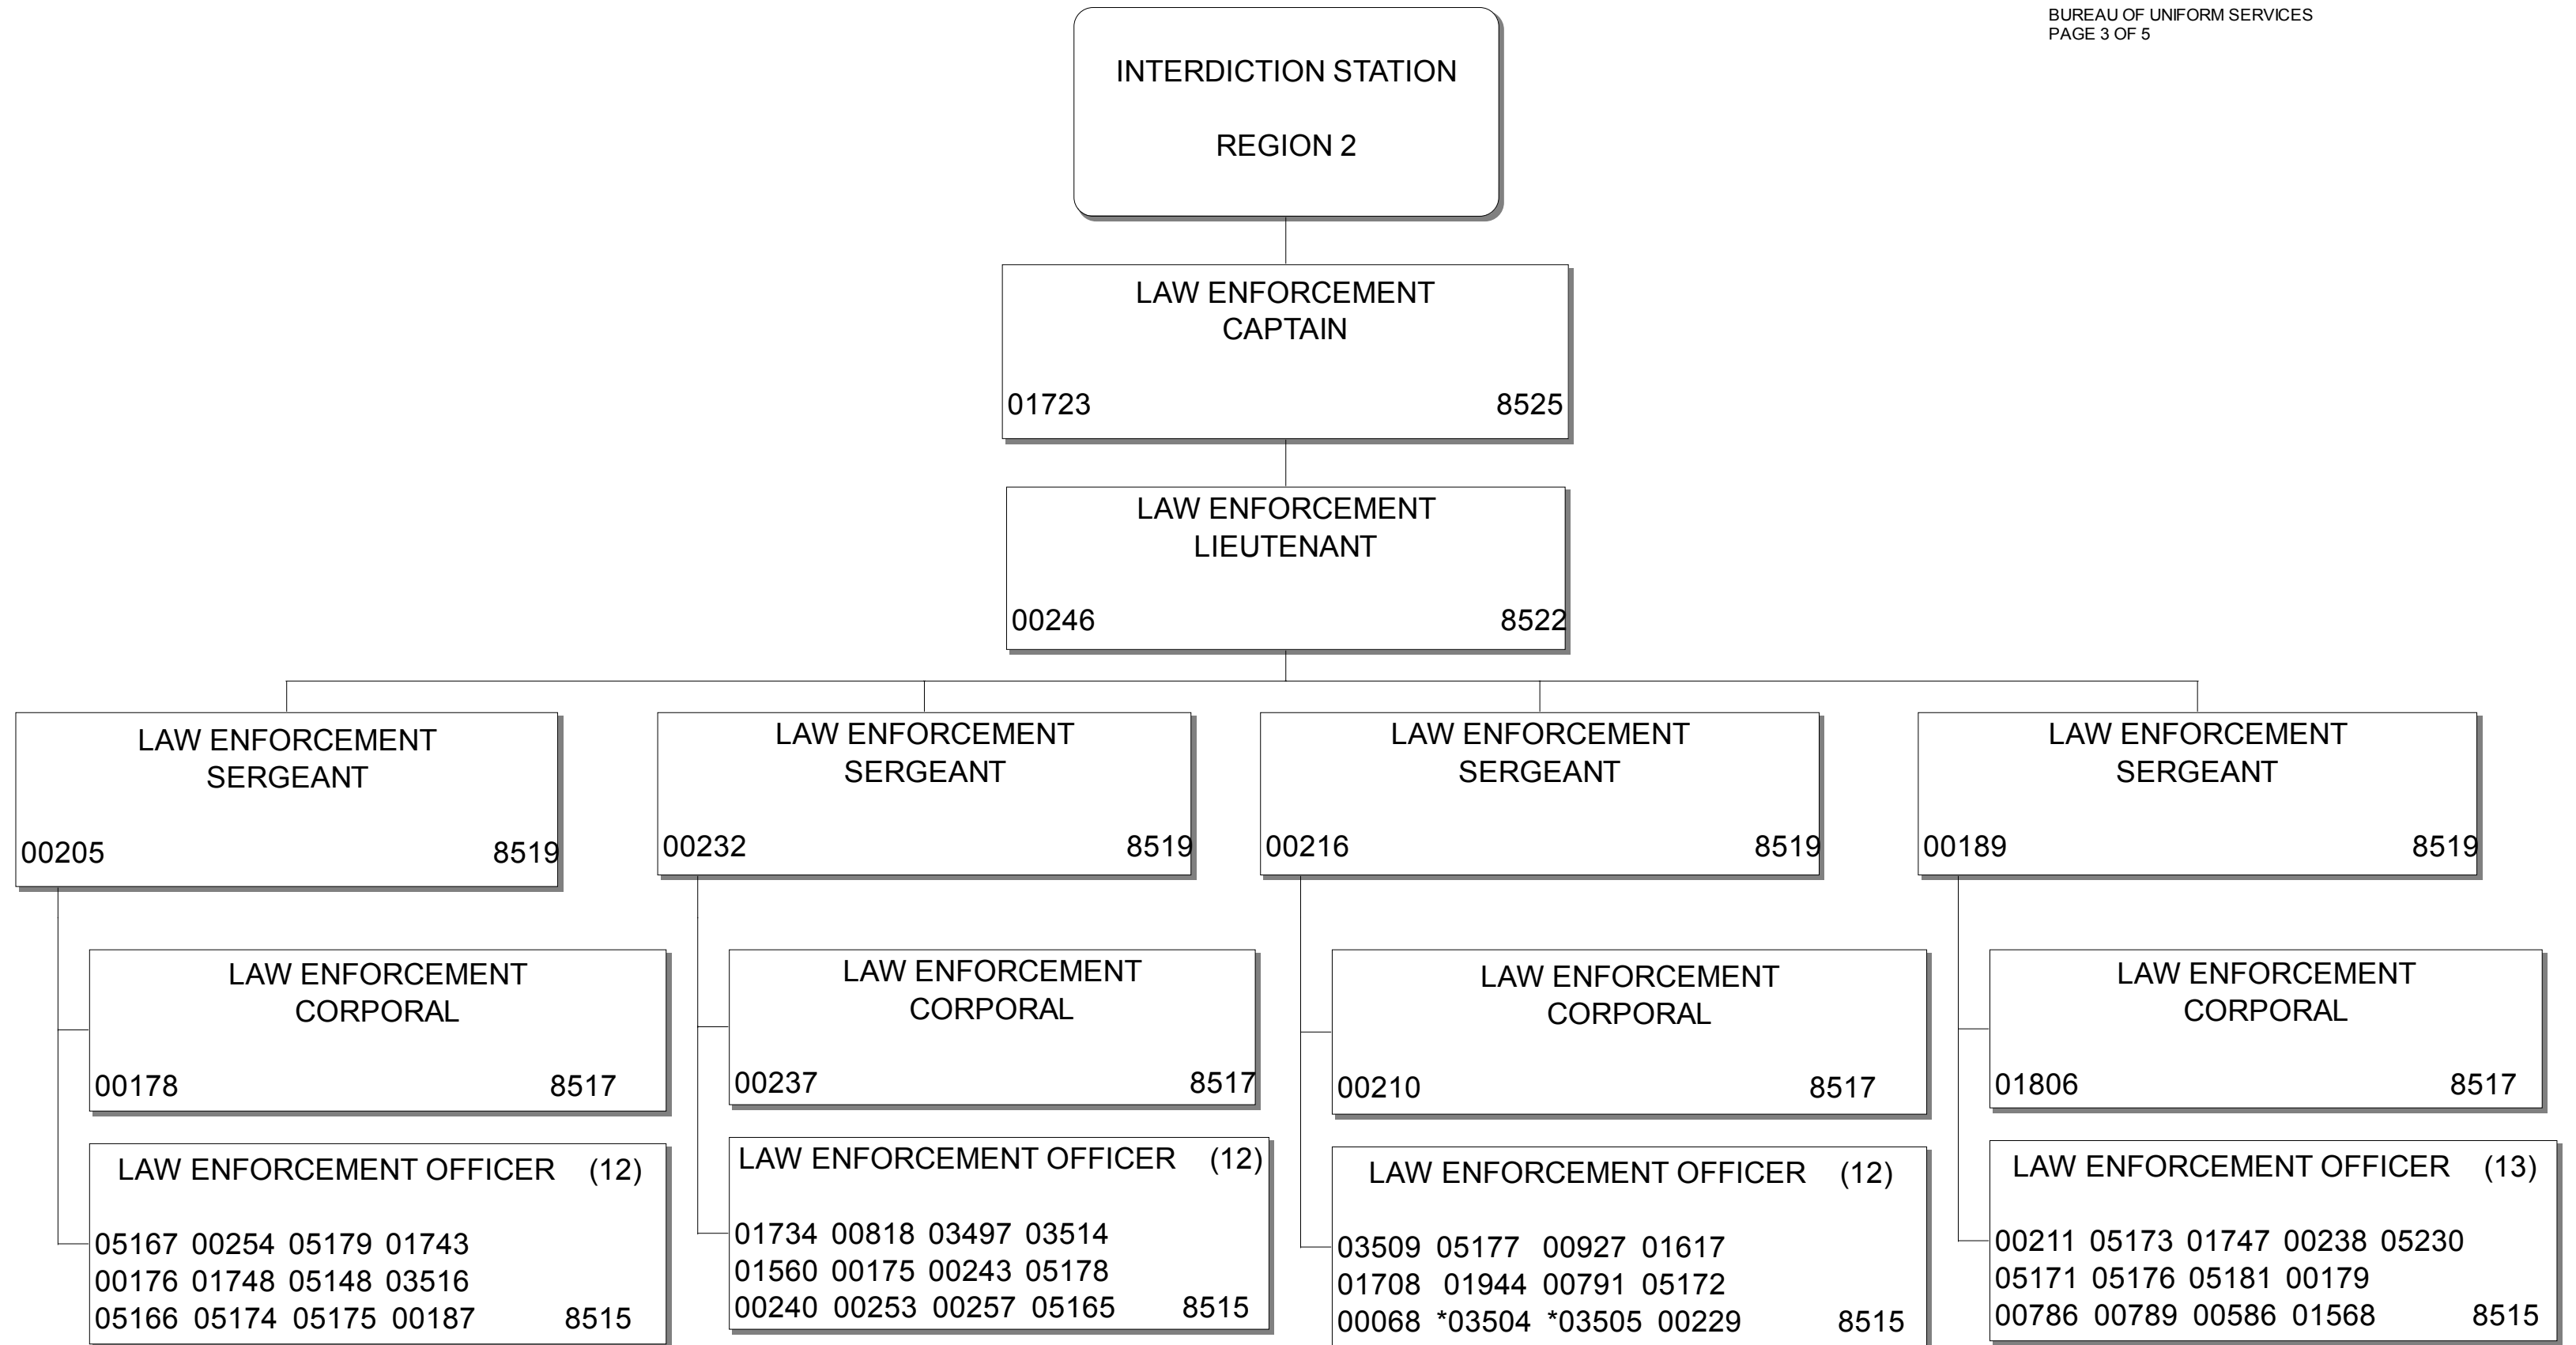 BUREAU OF UNIFORM SERVICES
PAGE 3 OF 5
INTERDICTION STATION
REGION 2
LAW ENFORCEMENT
CAPTAIN
01723 8525
LAW ENFORCEMENT
LIEUTENANT
00246 8522
LAW ENFORCEMENT
SERGEANT
00205 8519
LAW ENFORCEMENT
SERGEANT
00232 8519
LAW ENFORCEMENT
SERGEANT
00216 8519
LAW ENFORCEMENT
SERGEANT
00189 8519
LAW ENFORCEMENT
CORPORAL
00178 8517
LAW ENFORCEMENT
CORPORAL
00237 8517
LAW ENFORCEMENT
CORPORAL
00210 8517
LAW ENFORCEMENT
CORPORAL
01806 8517
LAW ENFORCEMENT OFFICER (12)
05167 00254 05179 01743
00176 01748 05148 03516
05166 05174 05175 00187 8515
LAW ENFORCEMENT OFFICER (12)
01734 00818 03497 03514
01560 00175 00243 05178
00240 00253 00257 05165 8515
LAW ENFORCEMENT OFFICER (12)
03509 05177 00927 01617
01708 01944 00791 05172
00068 *03504 *03505 00229 8515
LAW ENFORCEMENT OFFICER (13)
00211 05173 01747 00238 05230
05171 05176 05181 00179
00786 00789 00586 01568 8515